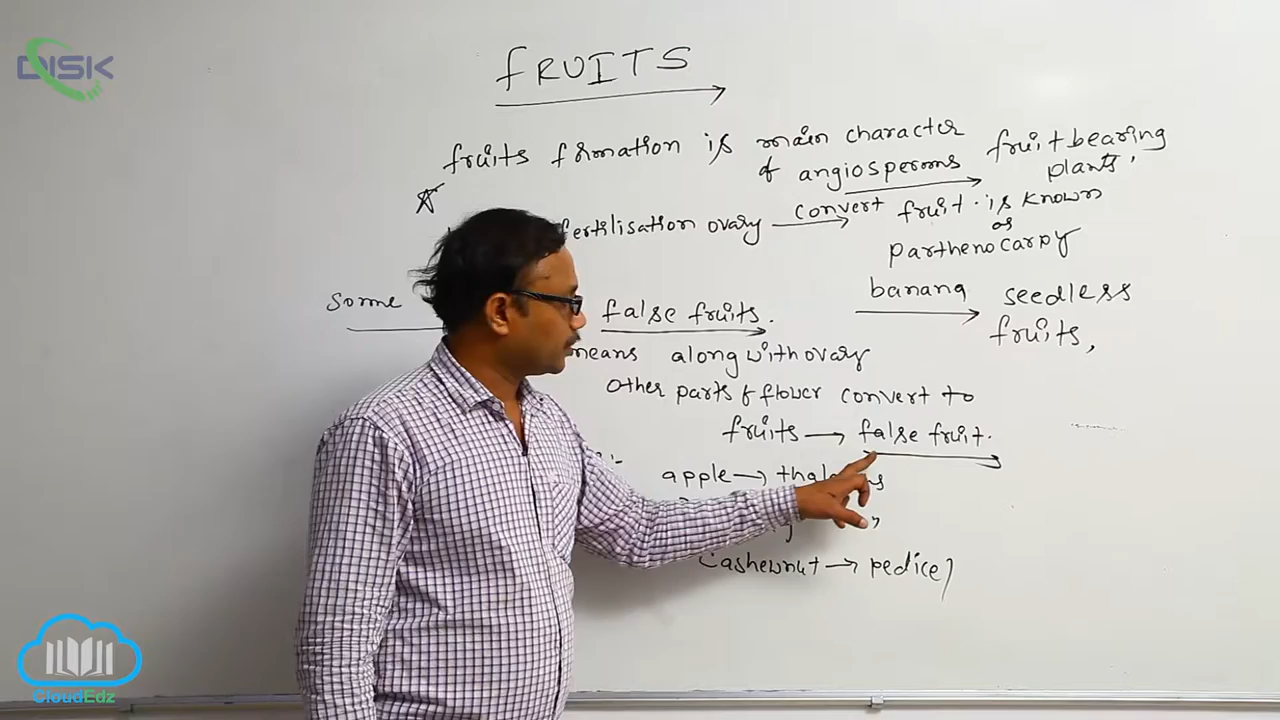 DISK
fRUITS
fruits formation is main character
of angiosperms fruit bearing
plants,
fertilisation ovary convert fruit. is known
as
parthenocarpy
banana seedless
fruits,
some false fruits.
means along with ovary
other parts of flower convert to
fruits → false fruit.
apple →
cashewnut → pedicel
CloudEdz